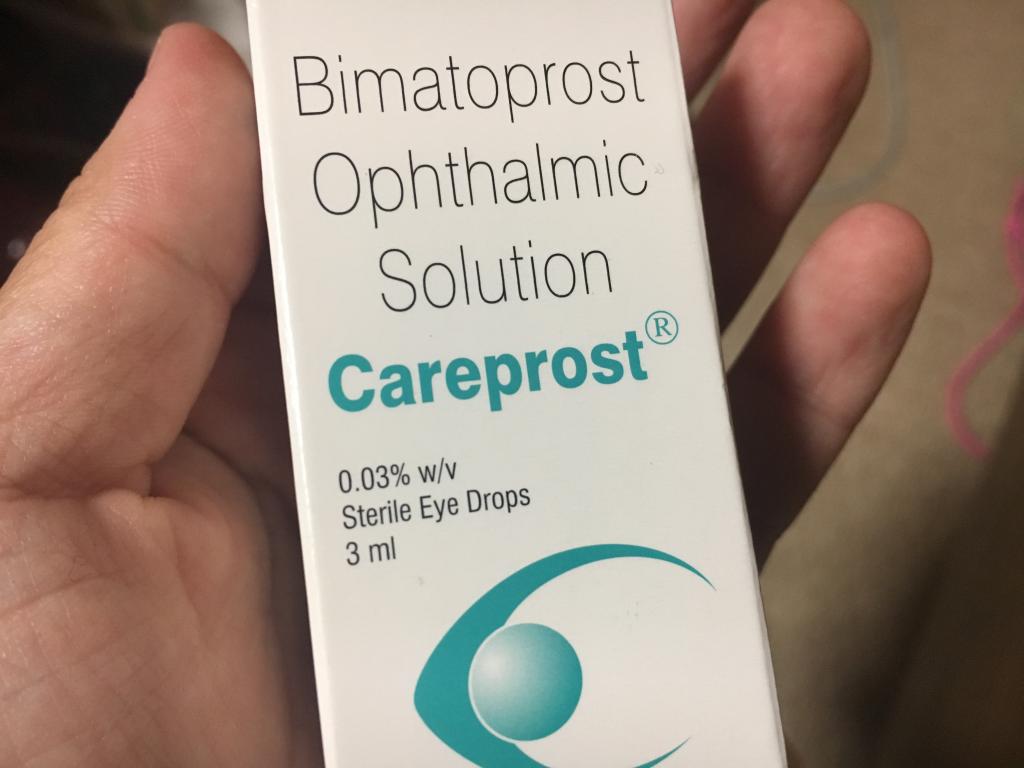 Bimatoprost
Ophthalmic
Solution
Careprost®
0.03% w/v
Sterile Eye Drops
3 ml